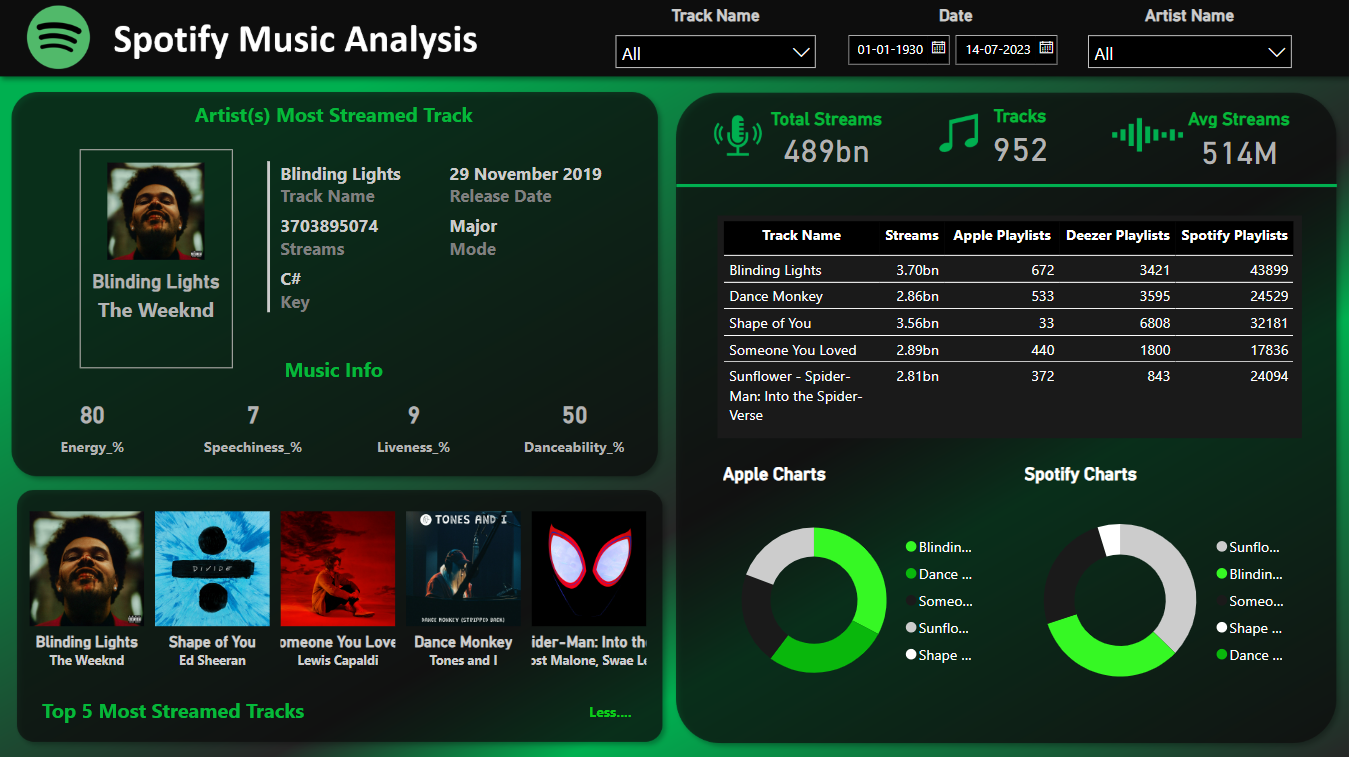 Spotify Music Analysis
Track Name
All
Date
01-01-1930 14-07-2023
Artist Name
All
Artist(s) Most Streamed Track
Blinding Lights
The Weeknd
Blinding Lights
Track Name
29 November 2019
Release Date
3703895074
Streams
Major
Mode
C#
Key
Music Info
80
Energy_%
7
Speechiness_%
9
Liveness_%
50
Danceability_%
DIVIDE
TONES AND I
DANCE MONKEY (STRIPPED BACK)
Blinding Lights
The Weeknd
Shape of You
Ed Sheeran
omeone You Love
Lewis Capaldi
Dance Monkey
Tones and I
ider-Man: Into th
ost Malone, Swae Le
Top 5 Most Streamed Tracks
Less....
Total Streams
489bn
Tracks
952
Avg Streams
514M
Track Name Streams Apple Playlists Deezer Playlists Spotify Playlists
Blinding Lights 3.70bn 672 3421 43899
Dance Monkey 2.86bn 533 3595 24529
Shape of You 3.56bn 33 6808 32181
Someone You Loved 2.89bn 440 1800 17836
Sunflower - Spider- 2.81bn 372 843 24094
Man: Into the Spider-
Verse
Apple Charts
Blindin...
Dance ...
Someo...
Sunflo...
Shape ...
Spotify Charts
Sunflo...
Blindin...
Someo...
Shape ...
Dance ...